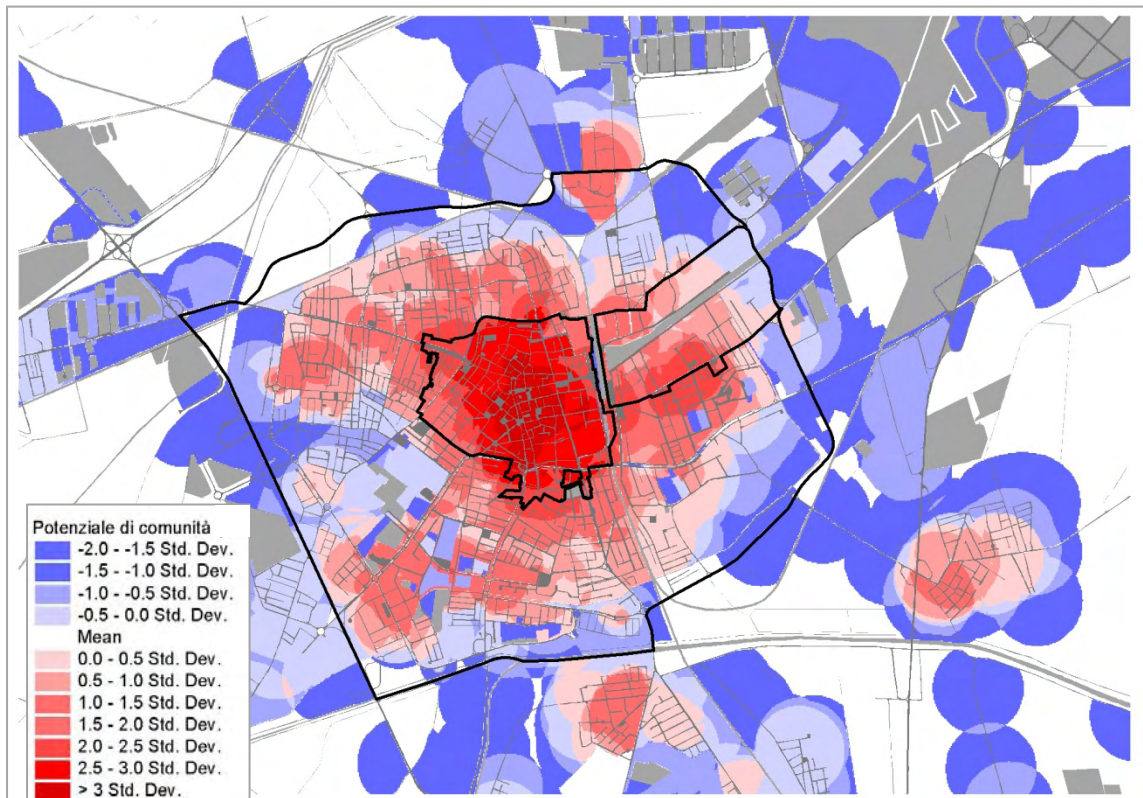 Potenziale di comunità
-2.0 - -1.5 Std. Dev.
-1.5 - -1.0 Std. Dev.
-1.0 - -0.5 Std. Dev.
-0.5 - 0.0 Std. Dev.
Mean
0.0 - 0.5 Std. Dev.
0.5 - 1.0 Std. Dev.
1.0 - 1.5 Std. Dev.
1.5 - 2.0 Std. Dev.
2.0 - 2.5 Std. Dev.
2.5 - 3.0 Std. Dev.
> 3 Std. Dev.